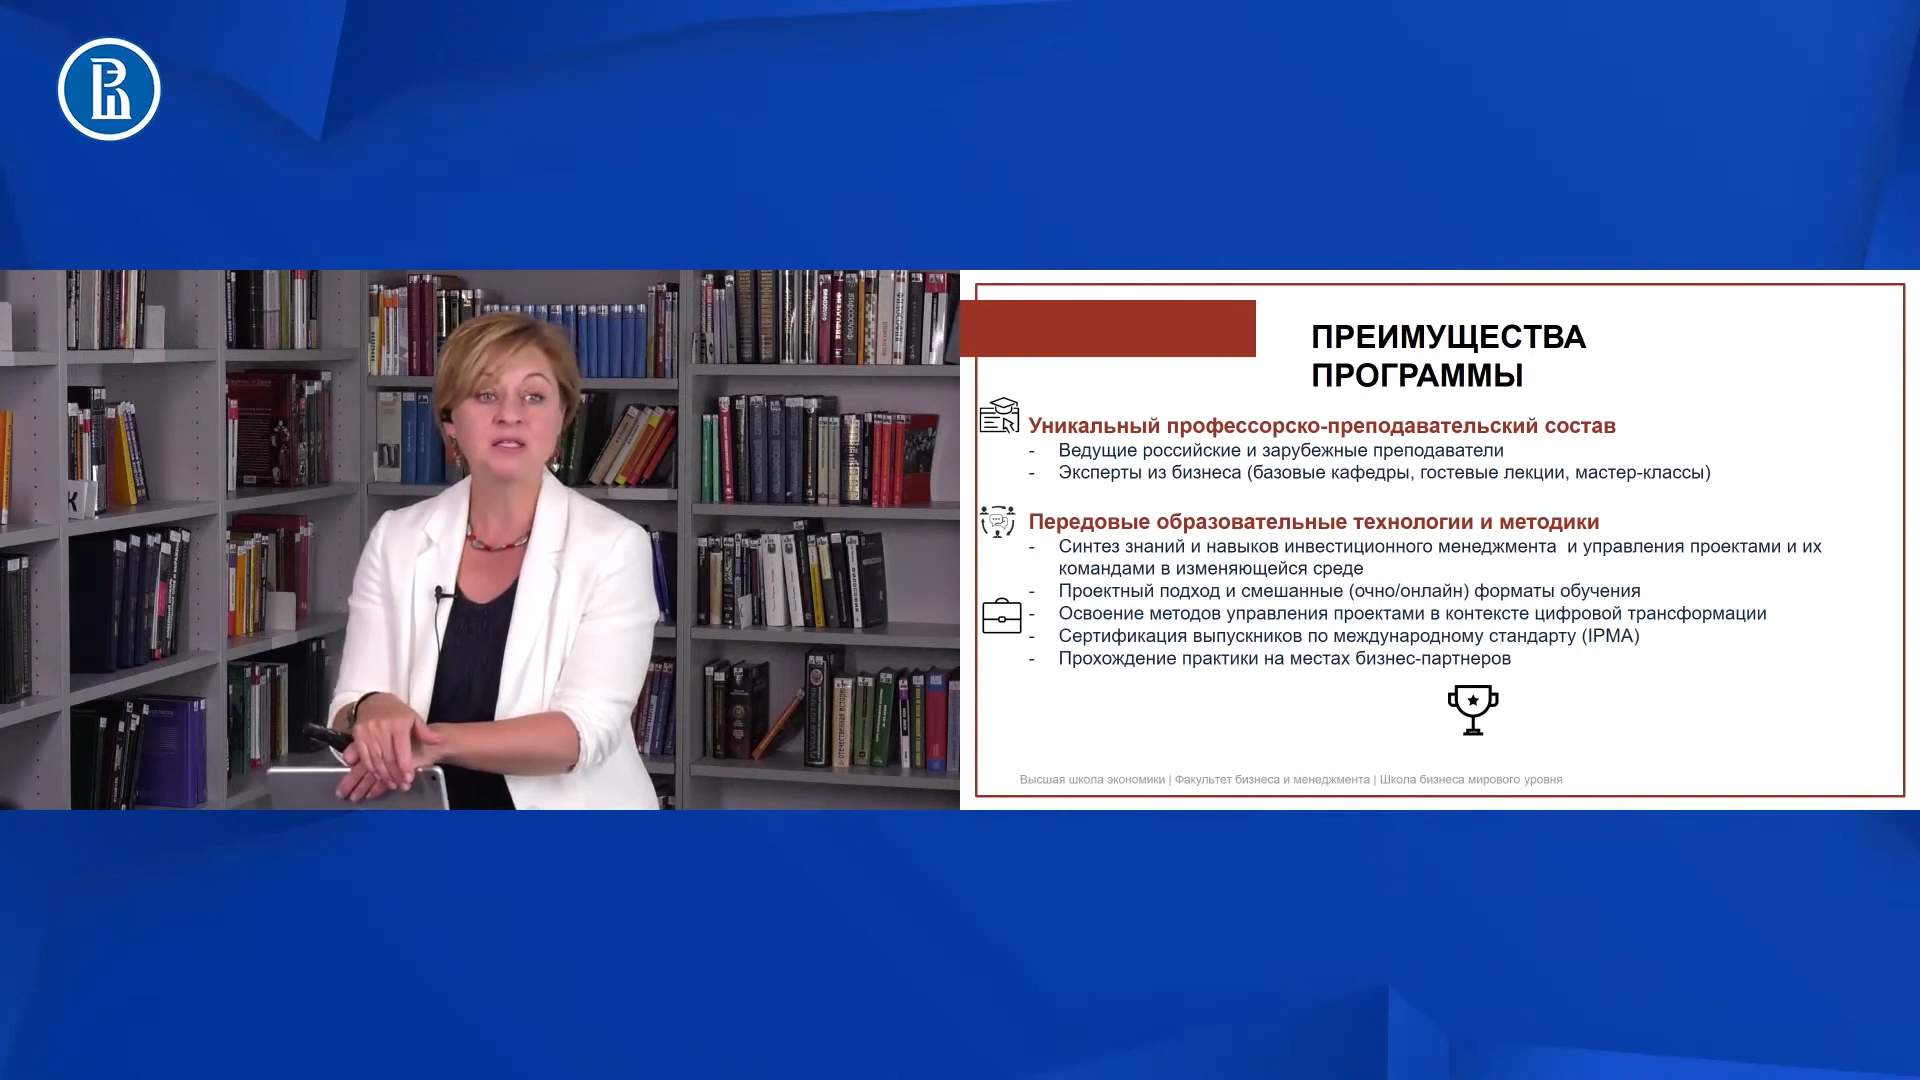 ПРЕИМУЩЕСТВА
ПРОГРАММЫ
Уникальный профессорско-преподавательский состав
- Ведущие российские и зарубежные преподаватели
- Эксперты из бизнеса (базовые кафедры, гостевые лекции, мастер-классы)
Передовые образовательные технологии и методики
- Синтез знаний и навыков инвестиционного менеджмента и управления проектами и их
командами в изменяющейся среде
- Проектный подход и смешанные (очно/онлайн) форматы обучения
- Освоение методов управления проектами в контексте цифровой трансформации
- Сертификация выпускников по международному стандарту (IPMA)
- Прохождение практики на местах бизнес-партнеров
Высшая школа экономики | Факультет бизнеса и менеджмента | Школа бизнеса мирового уровня